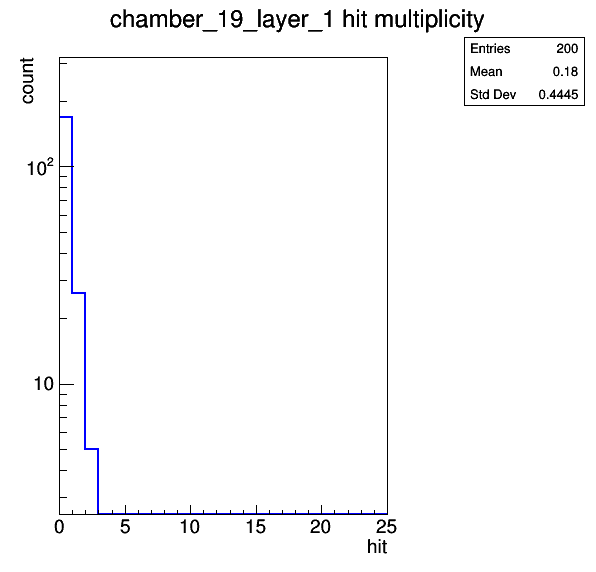 chamber_19_layer_1 hit multiplicity
Entries 200
Mean 0.18
Std Dev 0.4445
count
10²
10
0 5 10 15 20 25
hit